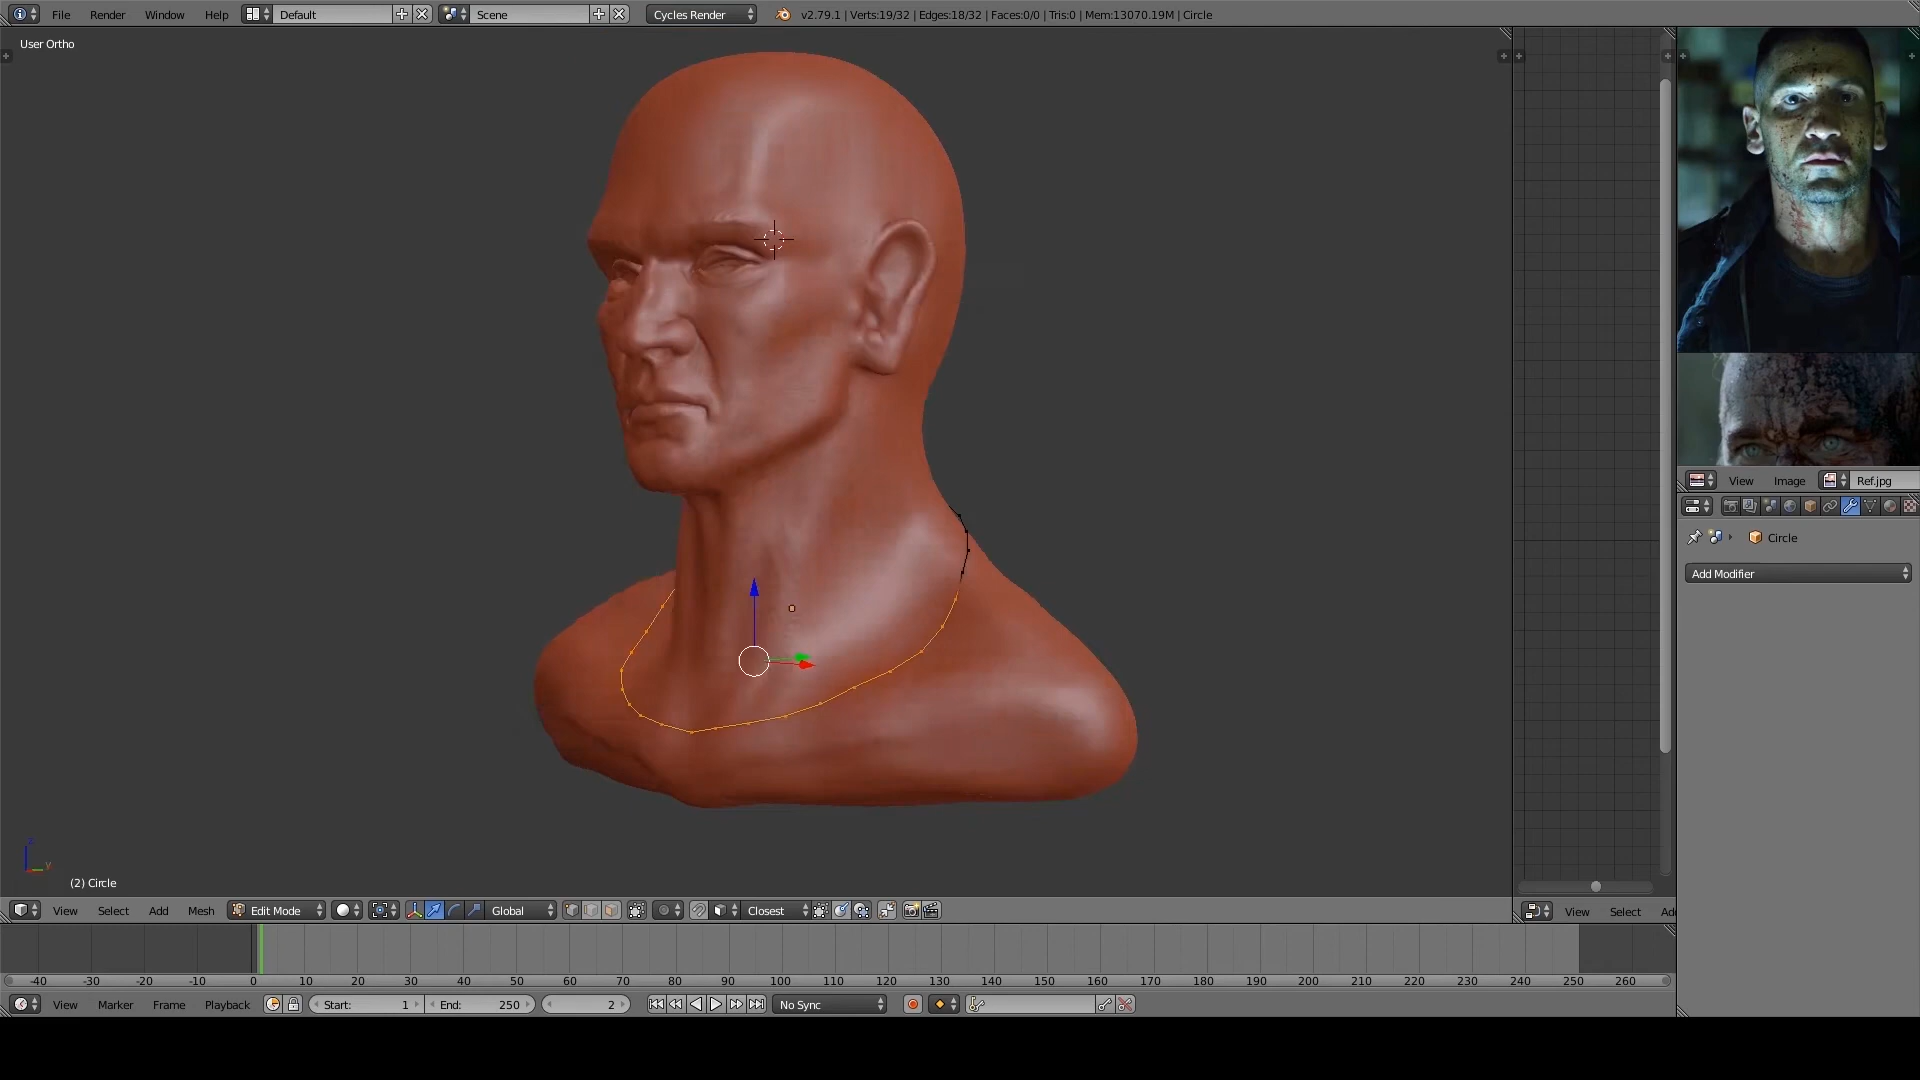 File Render Window Help Default Scene Cycles Render v2.79.1 | Verts:19/32 | Edges:18/32 | Faces:0/0 | Tris:0 | Mem:13070.19M | Circle
User Ortho
View Image Ref.jpg
Circle
Add Modifier
z
y
(2) Circle
View Select Add Mesh Edit Mode Global Closest View Select Ad
-40 -30 -20 -10 0 10 20 30 40 50 60 70 80 90 100 110 120 130 140 150 160 170 180 190 200 210 220 230 240 250 260
View Marker Frame Playback Start: 1 End: 250 2 No Sync